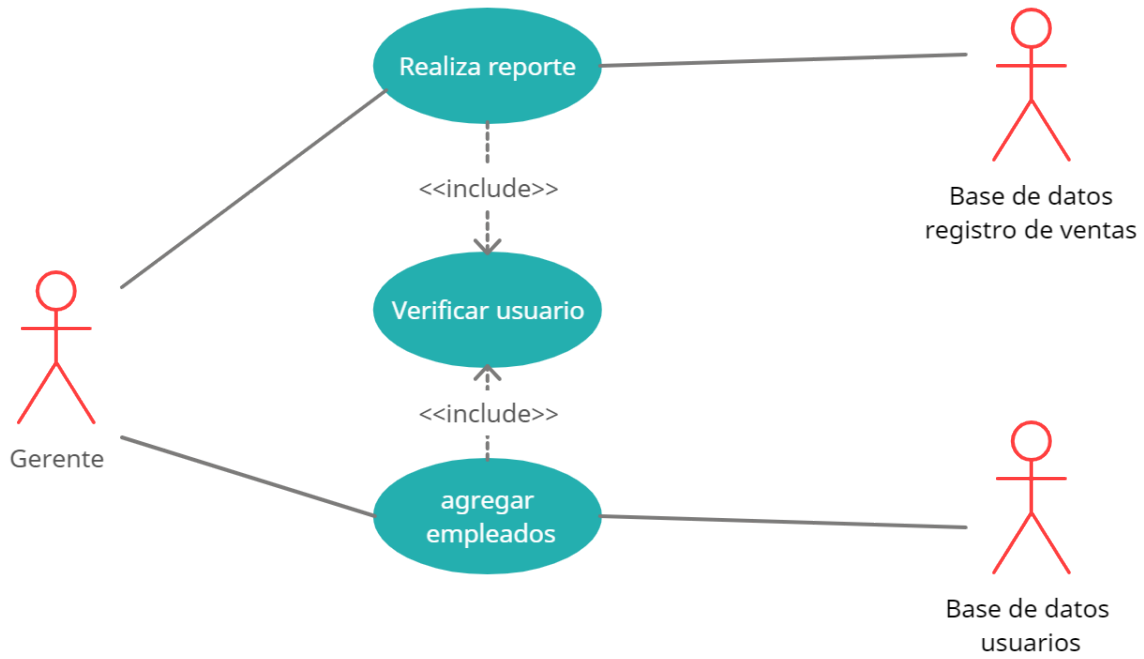 Realiza reporte
<<include>>
Base de datos
registro de ventas
Verificar usuario
<<include>>
Gerente
agregar
empleados
Base de datos
usuarios